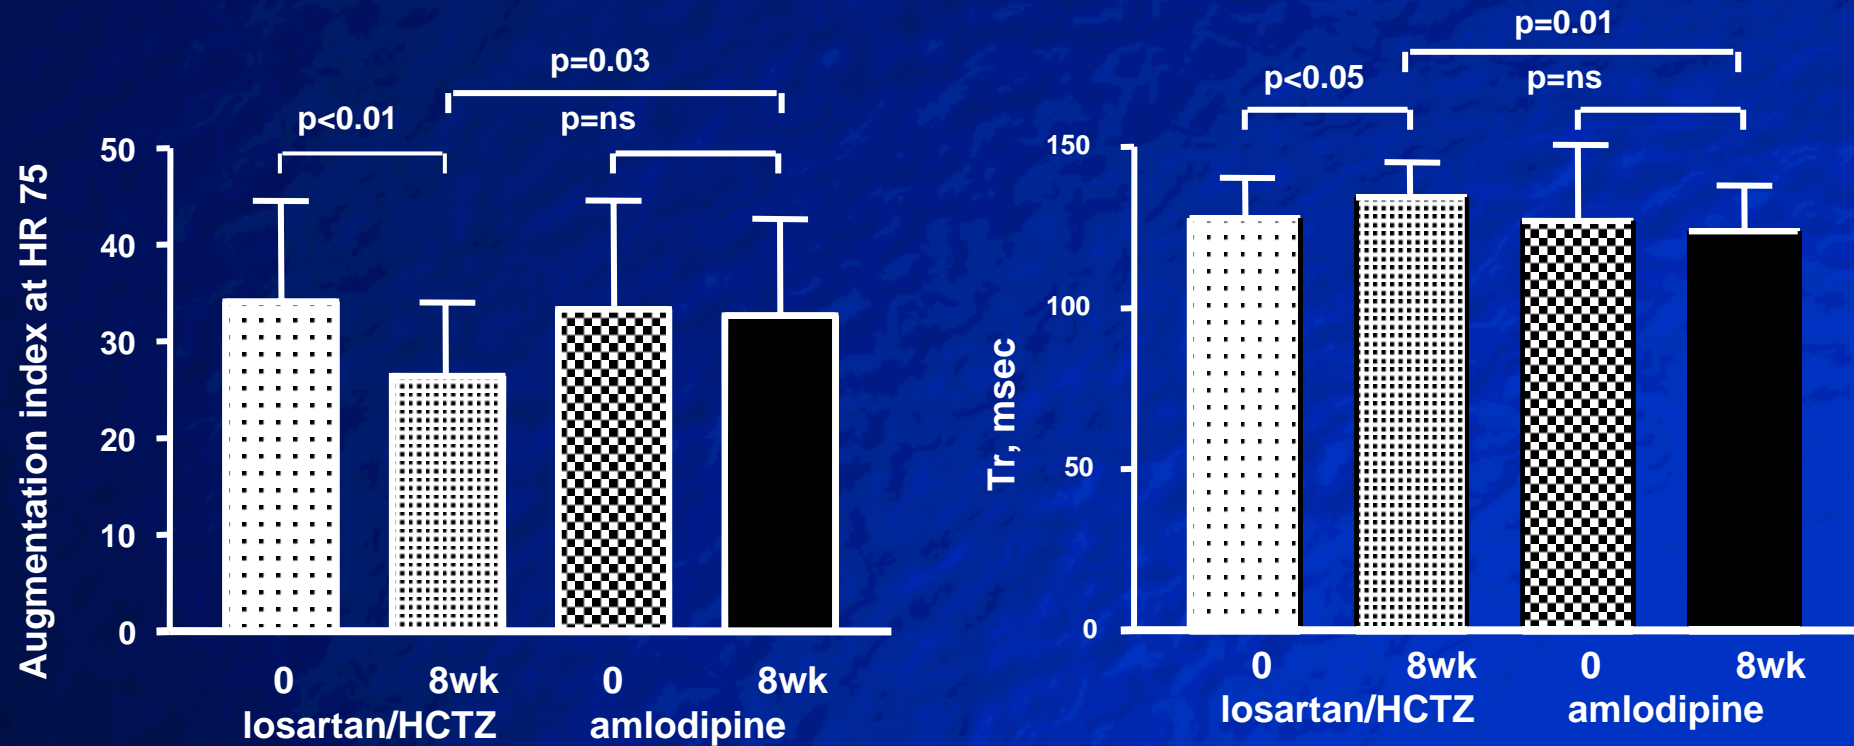 p=0.03
p<0.01
p=ns
Augmentation index at HR 75
50
40
30
20
10
0
0 8wk 0 8wk
losartan/HCTZ amlodipine
p=0.01
p<0.05
p=ns
Tr, msec
150
100
50
0
0 8wk 0 8wk
losartan/HCTZ amlodipine